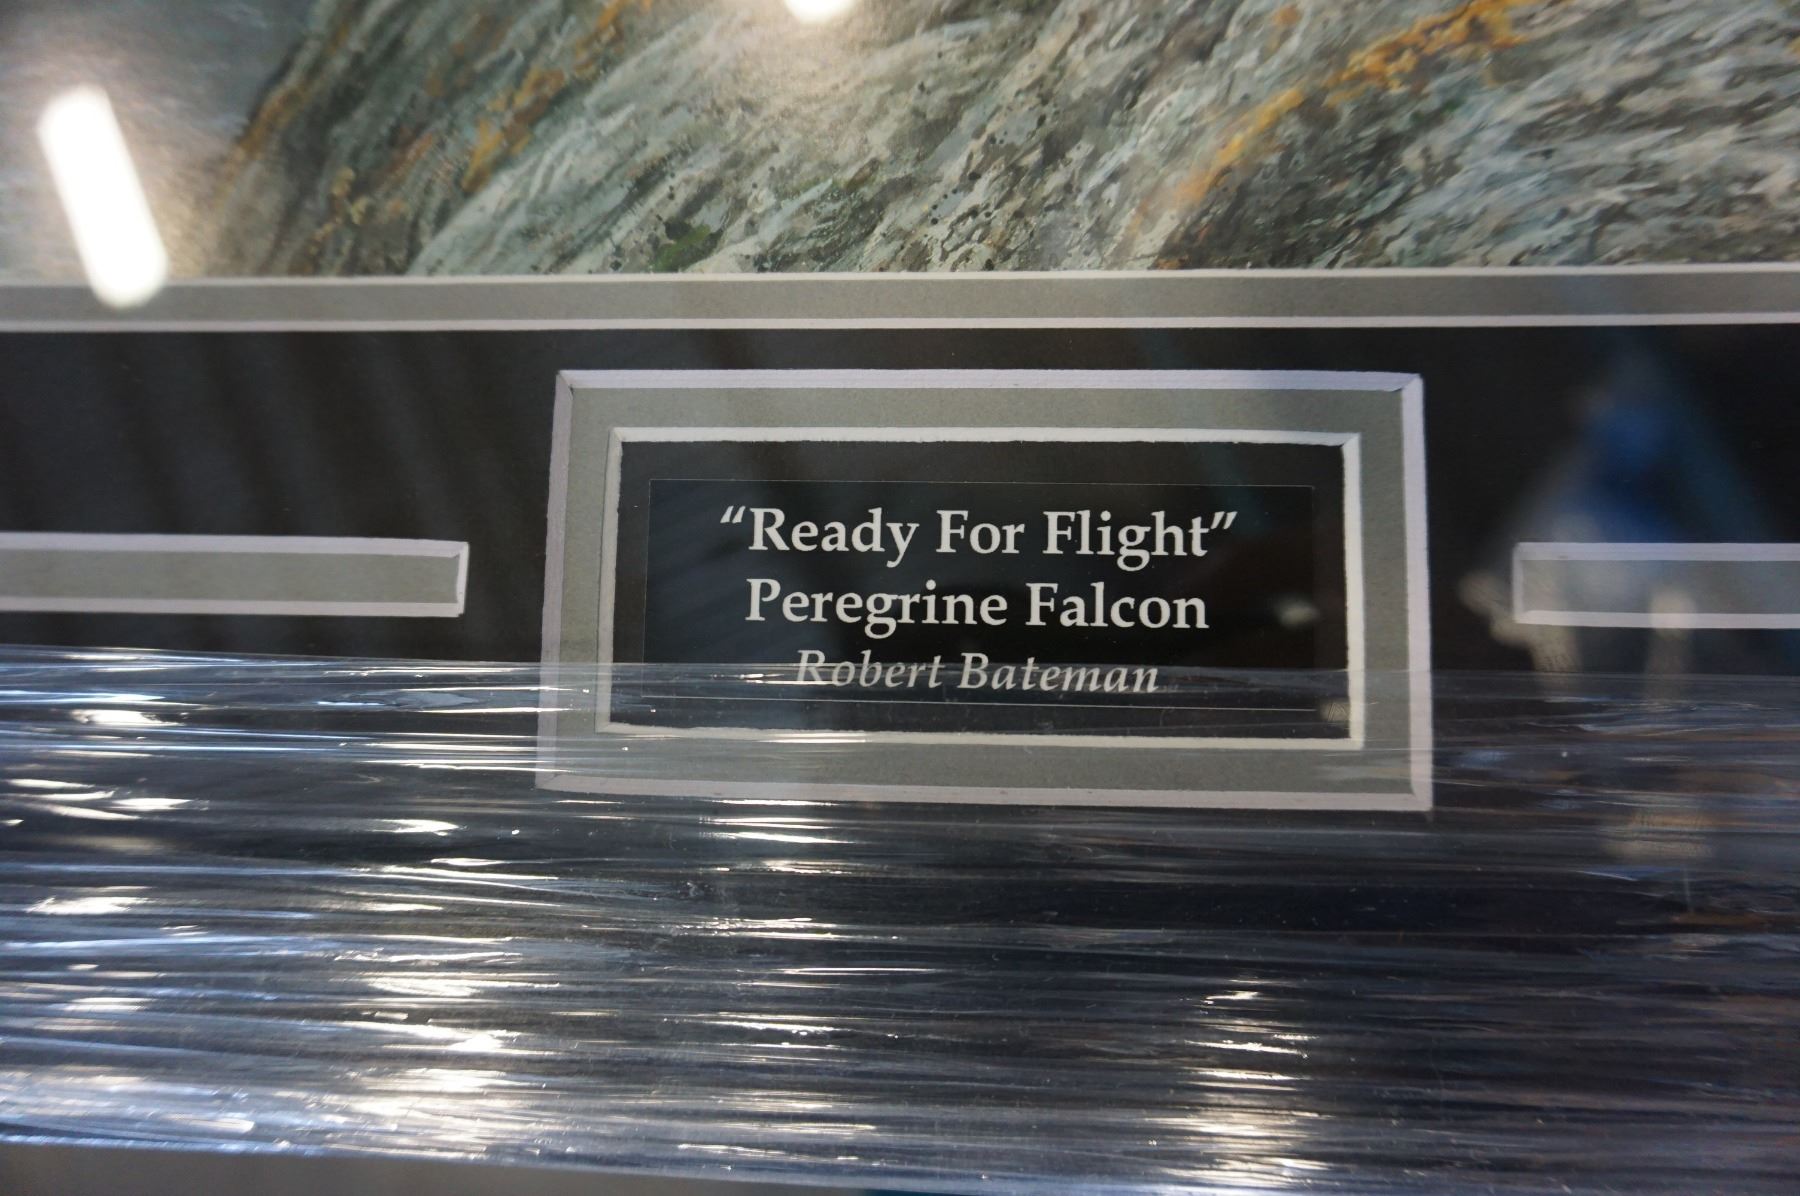 “Ready For Flight”
Peregrine Falcon
Robert Bateman